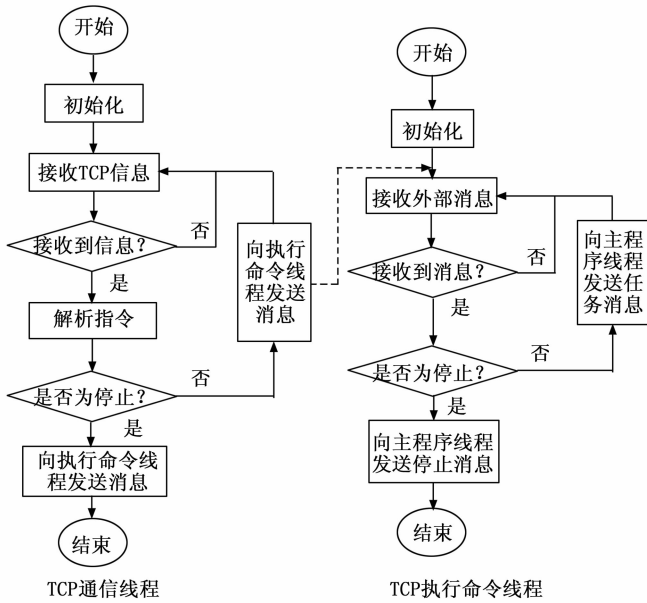 开始
初始化
接收TCP信息
接收到信息?
否
是
解析指令
是否为停止?
否
是
向执行命令线
程发送消息
结束
向执行
命令线
程发送
消息
TCP通信线程
开始
初始化
接收外部消息
接收到消息?
否
是
是否为停止?
否
是
向主程序线程
发送停止消息
结束
向主程
序线程
发送任
务消息
TCP执行命令线程